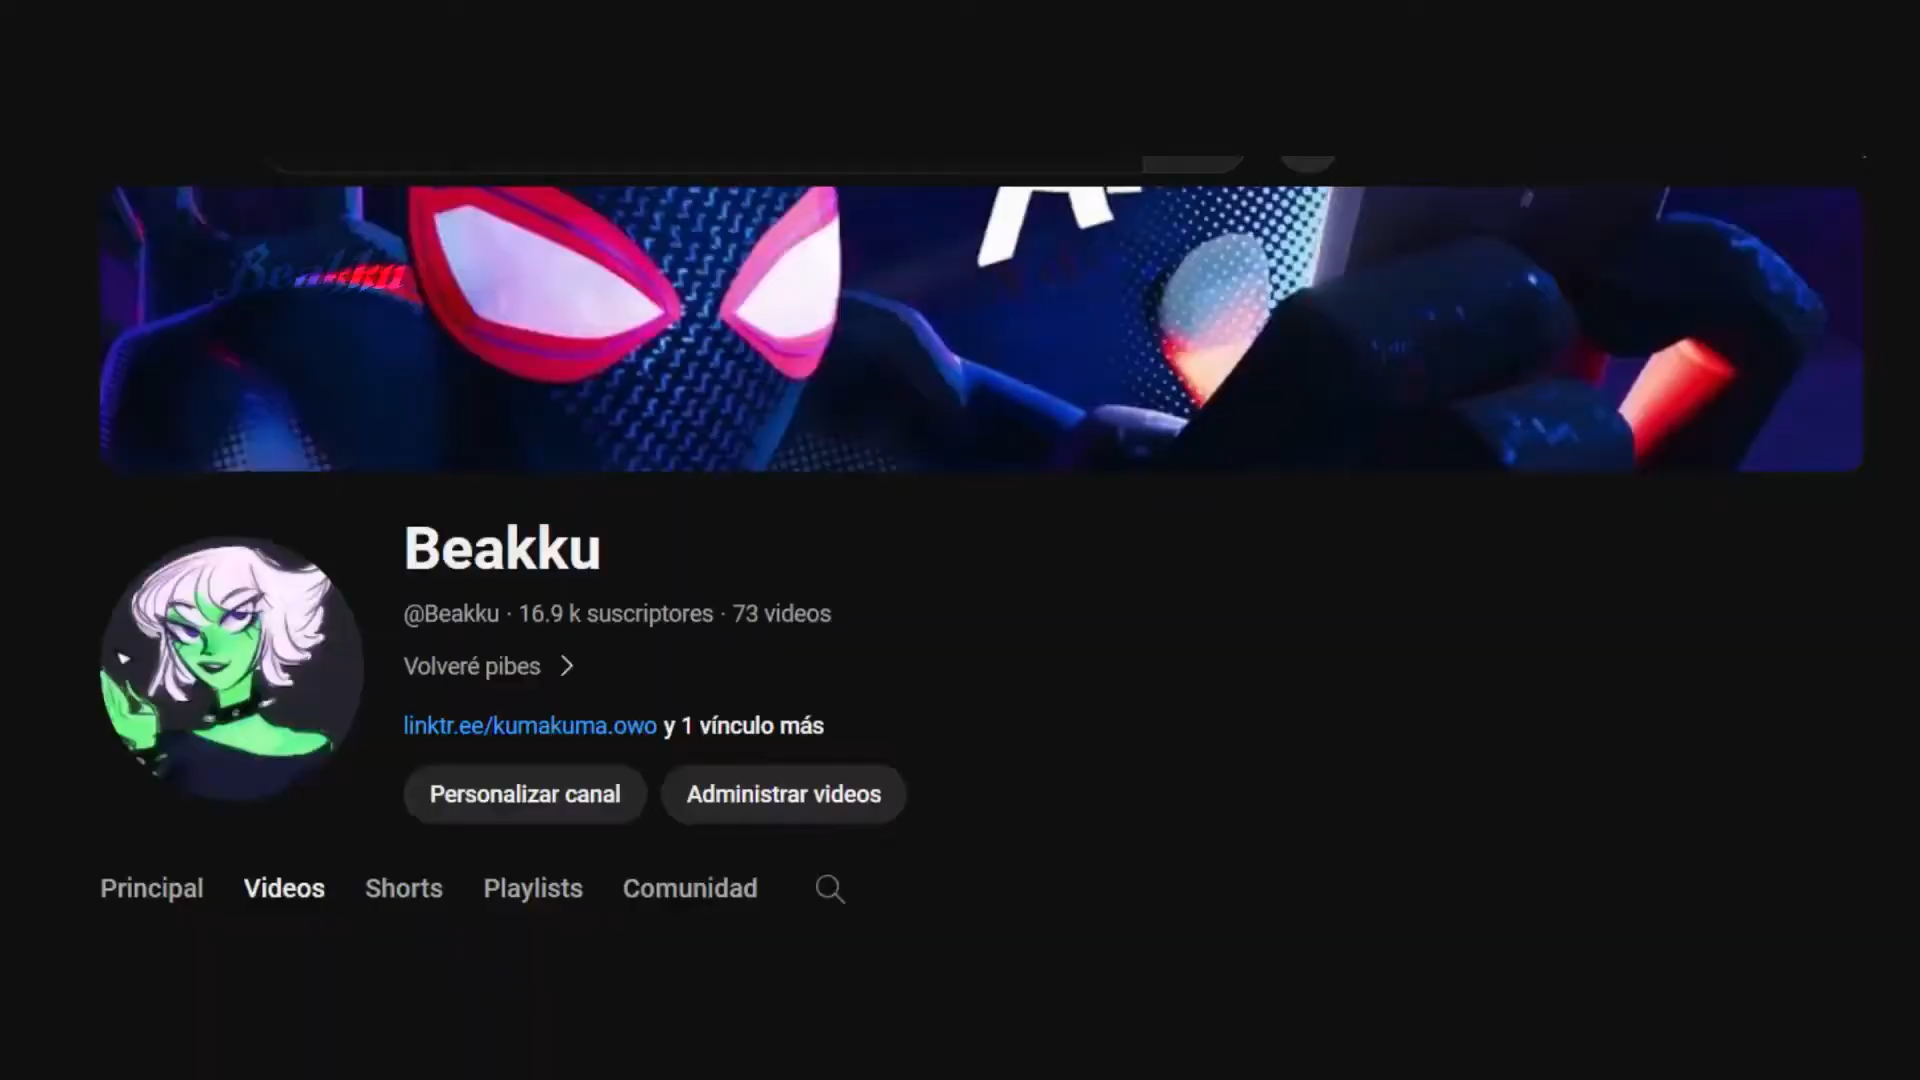 Beakku
Beakku
@Beakku · 16.9 k suscriptores · 73 videos
Volveré pibes
linktr.ee/kumakuma.owo y 1 vínculo más
Personalizar canal
Administrar videos
Principal
Videos
Shorts
Playlists
Comunidad